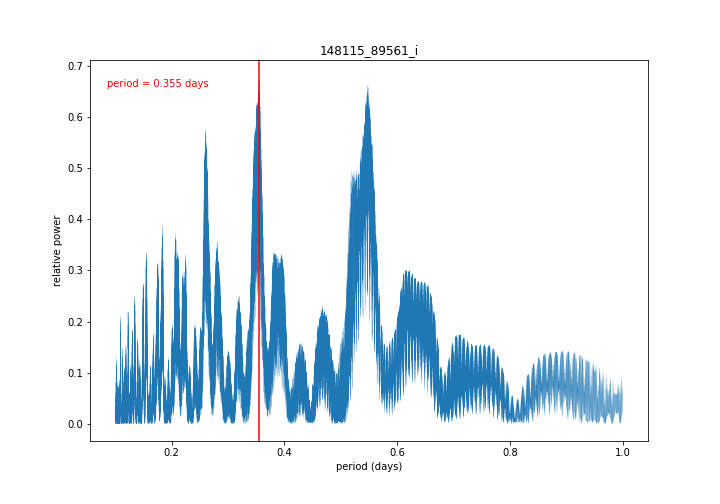 148115_89561_i
period = 0.355 days
relative power
0.7
0.6
0.5
0.4
0.3
0.2
0.1
0.0
0.2 0.4 0.6 0.8 1.0
period (days)